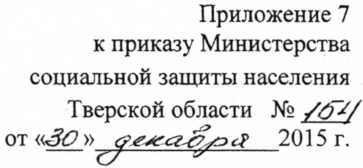 Приложение 7
к приказу Министерства
социальной защиты населения
Тверской области № 164
от «30» декабря 2015 г.